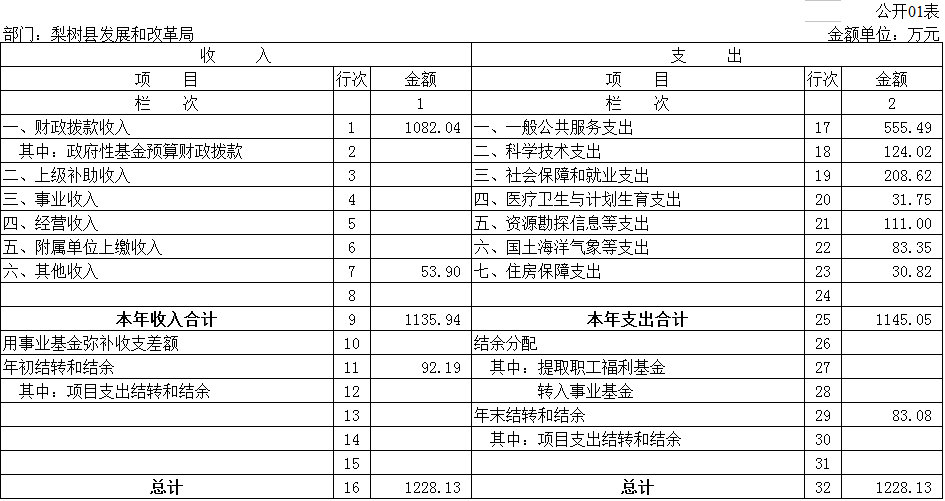 公开01表
部门：梨树县发展和改革局 金额单位：万元
收 入 支 出
项 目 行次 金额 项 目 行次 金额
栏 次 1 栏 次 2
一、财政拨款收入 1 1082.04 一、一般公共服务支出 17 555.49
其中：政府性基金预算财政拨款 2 二、科学技术支出 18 124.02
二、上级补助收入 3 三、社会保障和就业支出 19 208.62
三、事业收入 4 四、医疗卫生与计划生育支出 20 31.75
四、经营收入 5 五、资源勘探信息等支出 21 111.00
五、附属单位上缴收入 6 六、国土海洋气象等支出 22 83.35
六、其他收入 7 53.90 七、住房保障支出 23 30.82
8 24
本年收入合计 9 1135.94 本年支出合计 25 1145.05
用事业基金弥补收支差额 10 结余分配 26
年初结转和结余 11 92.19 其中：提取职工福利基金 27
其中：项目支出结转和结余 12 转入事业基金 28
13 年末结转和结余 29 83.08
14 其中：项目支出结转和结余 30
15 31
总计 16 1228.13 总计 32 1228.13